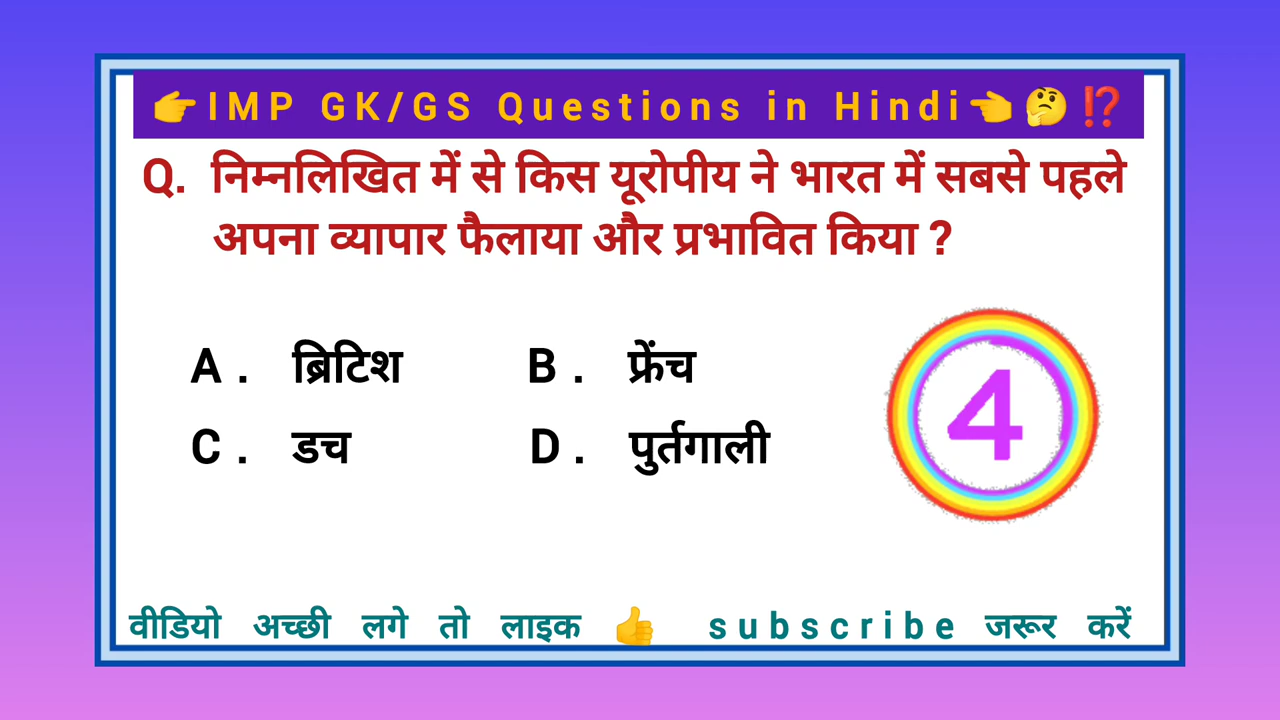 👉IMP GK/GS Questions in Hindi👈🤔⁉️
Q. निम्नलिखित में से किस यूरोपीय ने भारत में सबसे पहले
अपना व्यापार फैलाया और प्रभावित किया ?
A . ब्रिटिश B . फ्रेंच
C . डच D . पुर्तगाली
4
वीडियो अच्छी लगे तो लाइक 👍 subscribe जरूर करें